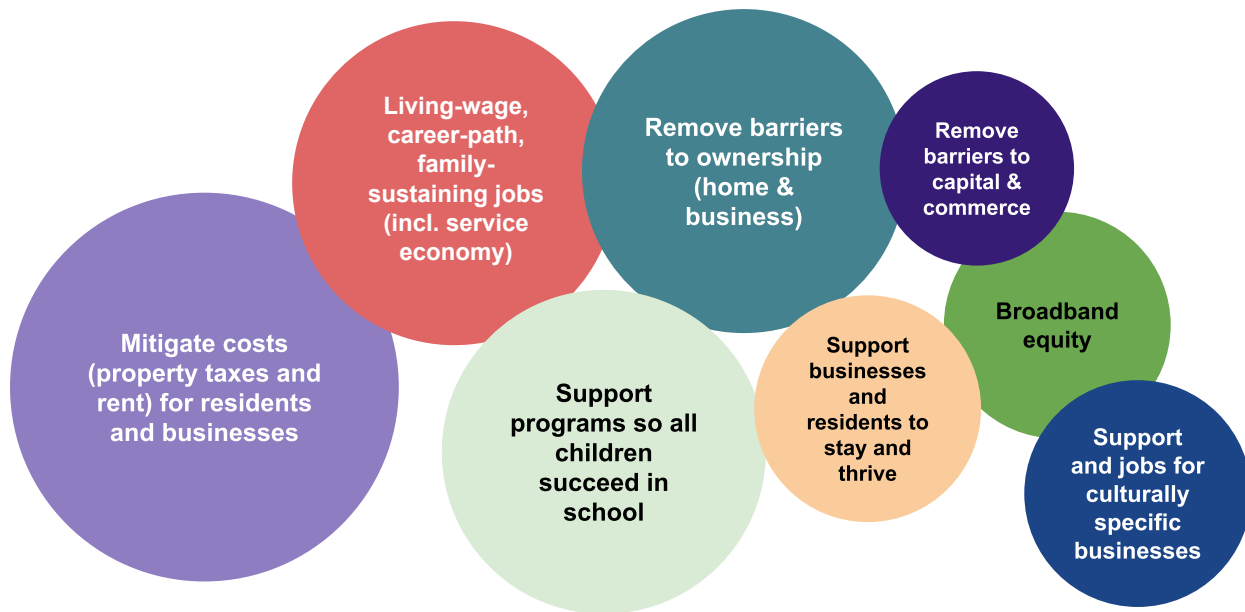 Mitigate costs
(property taxes and
rent) for residents
and businesses
Living-wage,
career-path,
family-
sustaining jobs
(incl. service
economy)
Support
programs so all
children
succeed in
school
Remove barriers
to ownership
(home &
business)
Support
businesses
and
residents to
stay and
thrive
Remove
barriers to
capital &
commerce
Broadband
equity
Support
and jobs for
culturally
specific
businesses